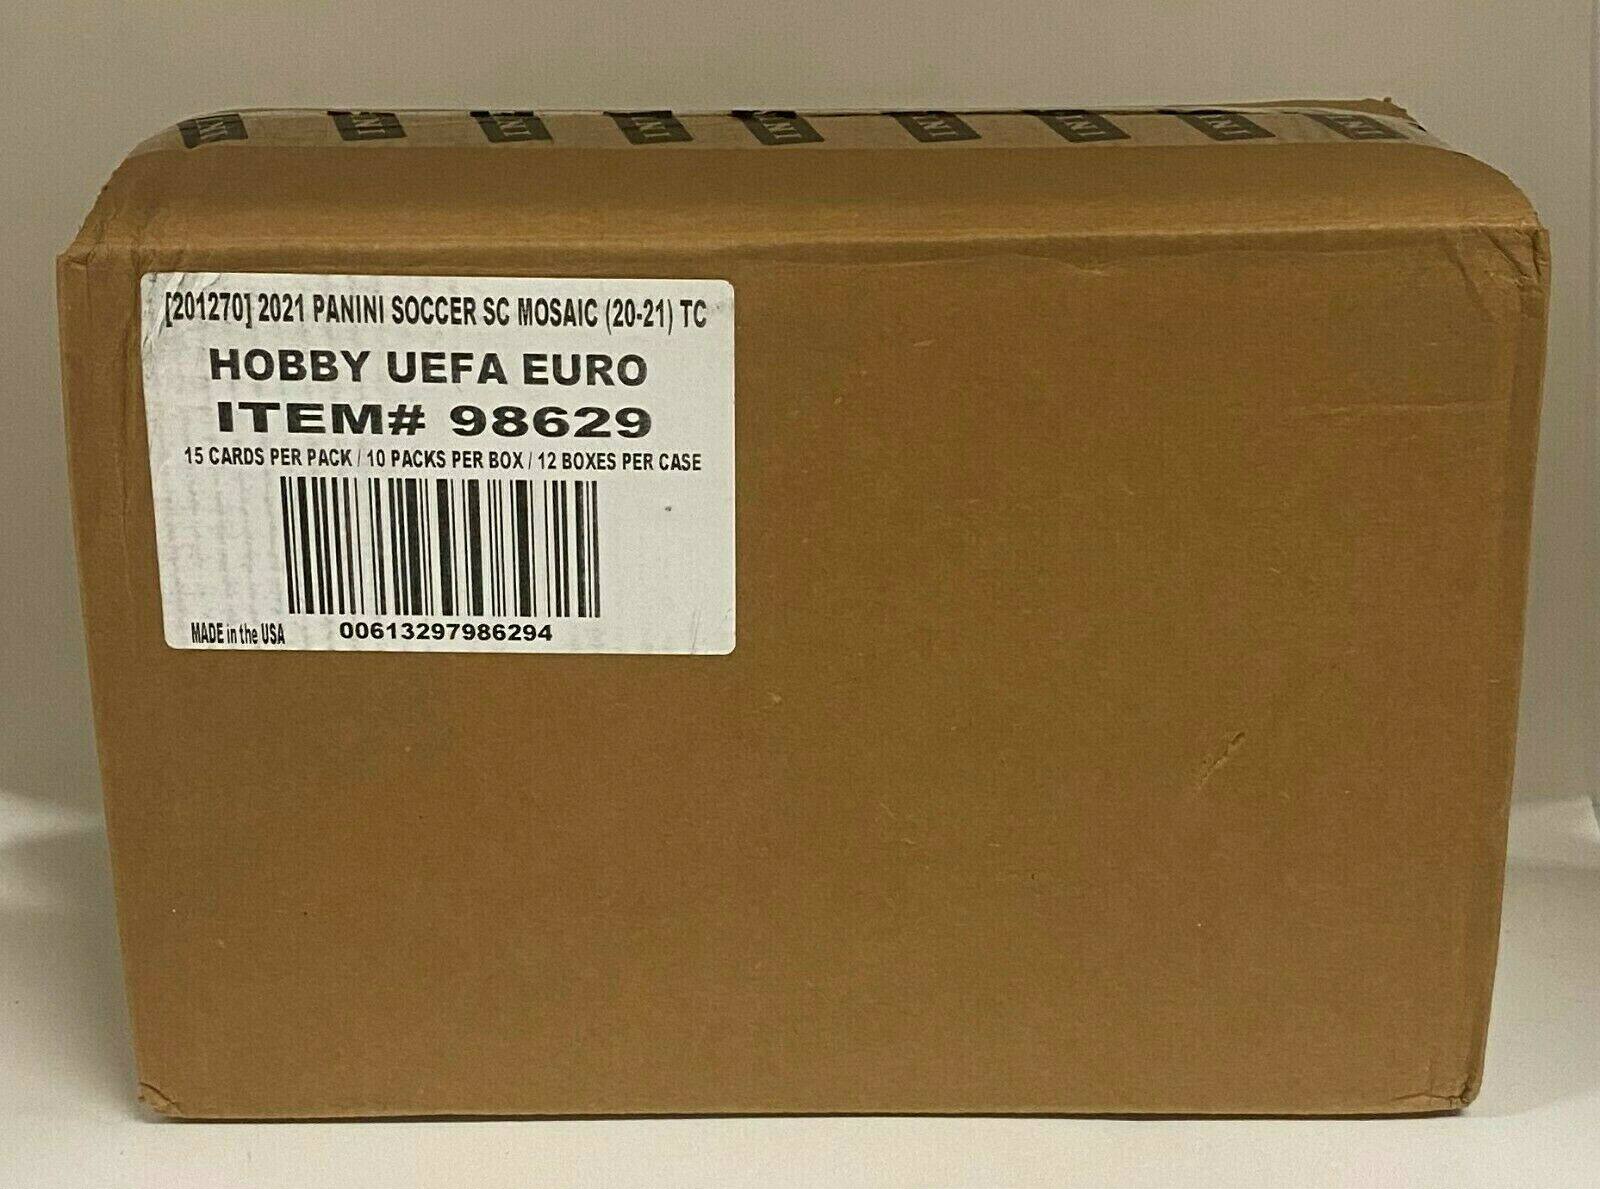 [201270] 2021 PANINI SOCCER SC MOSAIC (20-21) TC
HOBBY UEFA EURO
ITEM# 98629
15 CARDS PER PACK / 10 PACKS PER BOX / 12 BOXES PER CASE
MADE in the USA
00613297986294